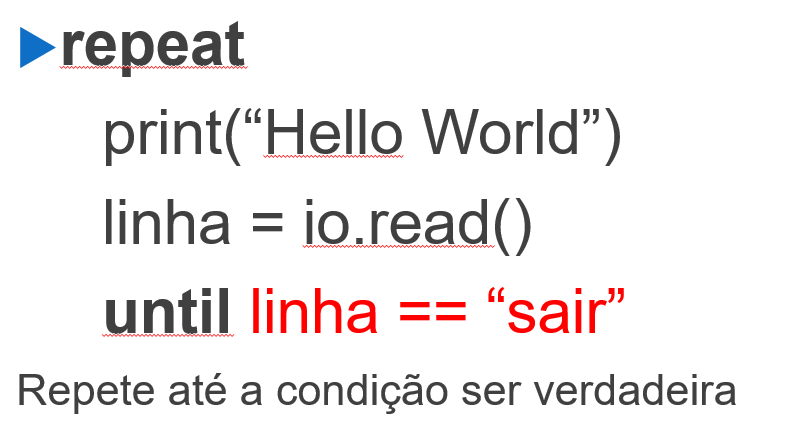 repeat
print(“Hello World”)
linha = io.read()
until linha == “sair”
Repete até a condição ser verdadeira